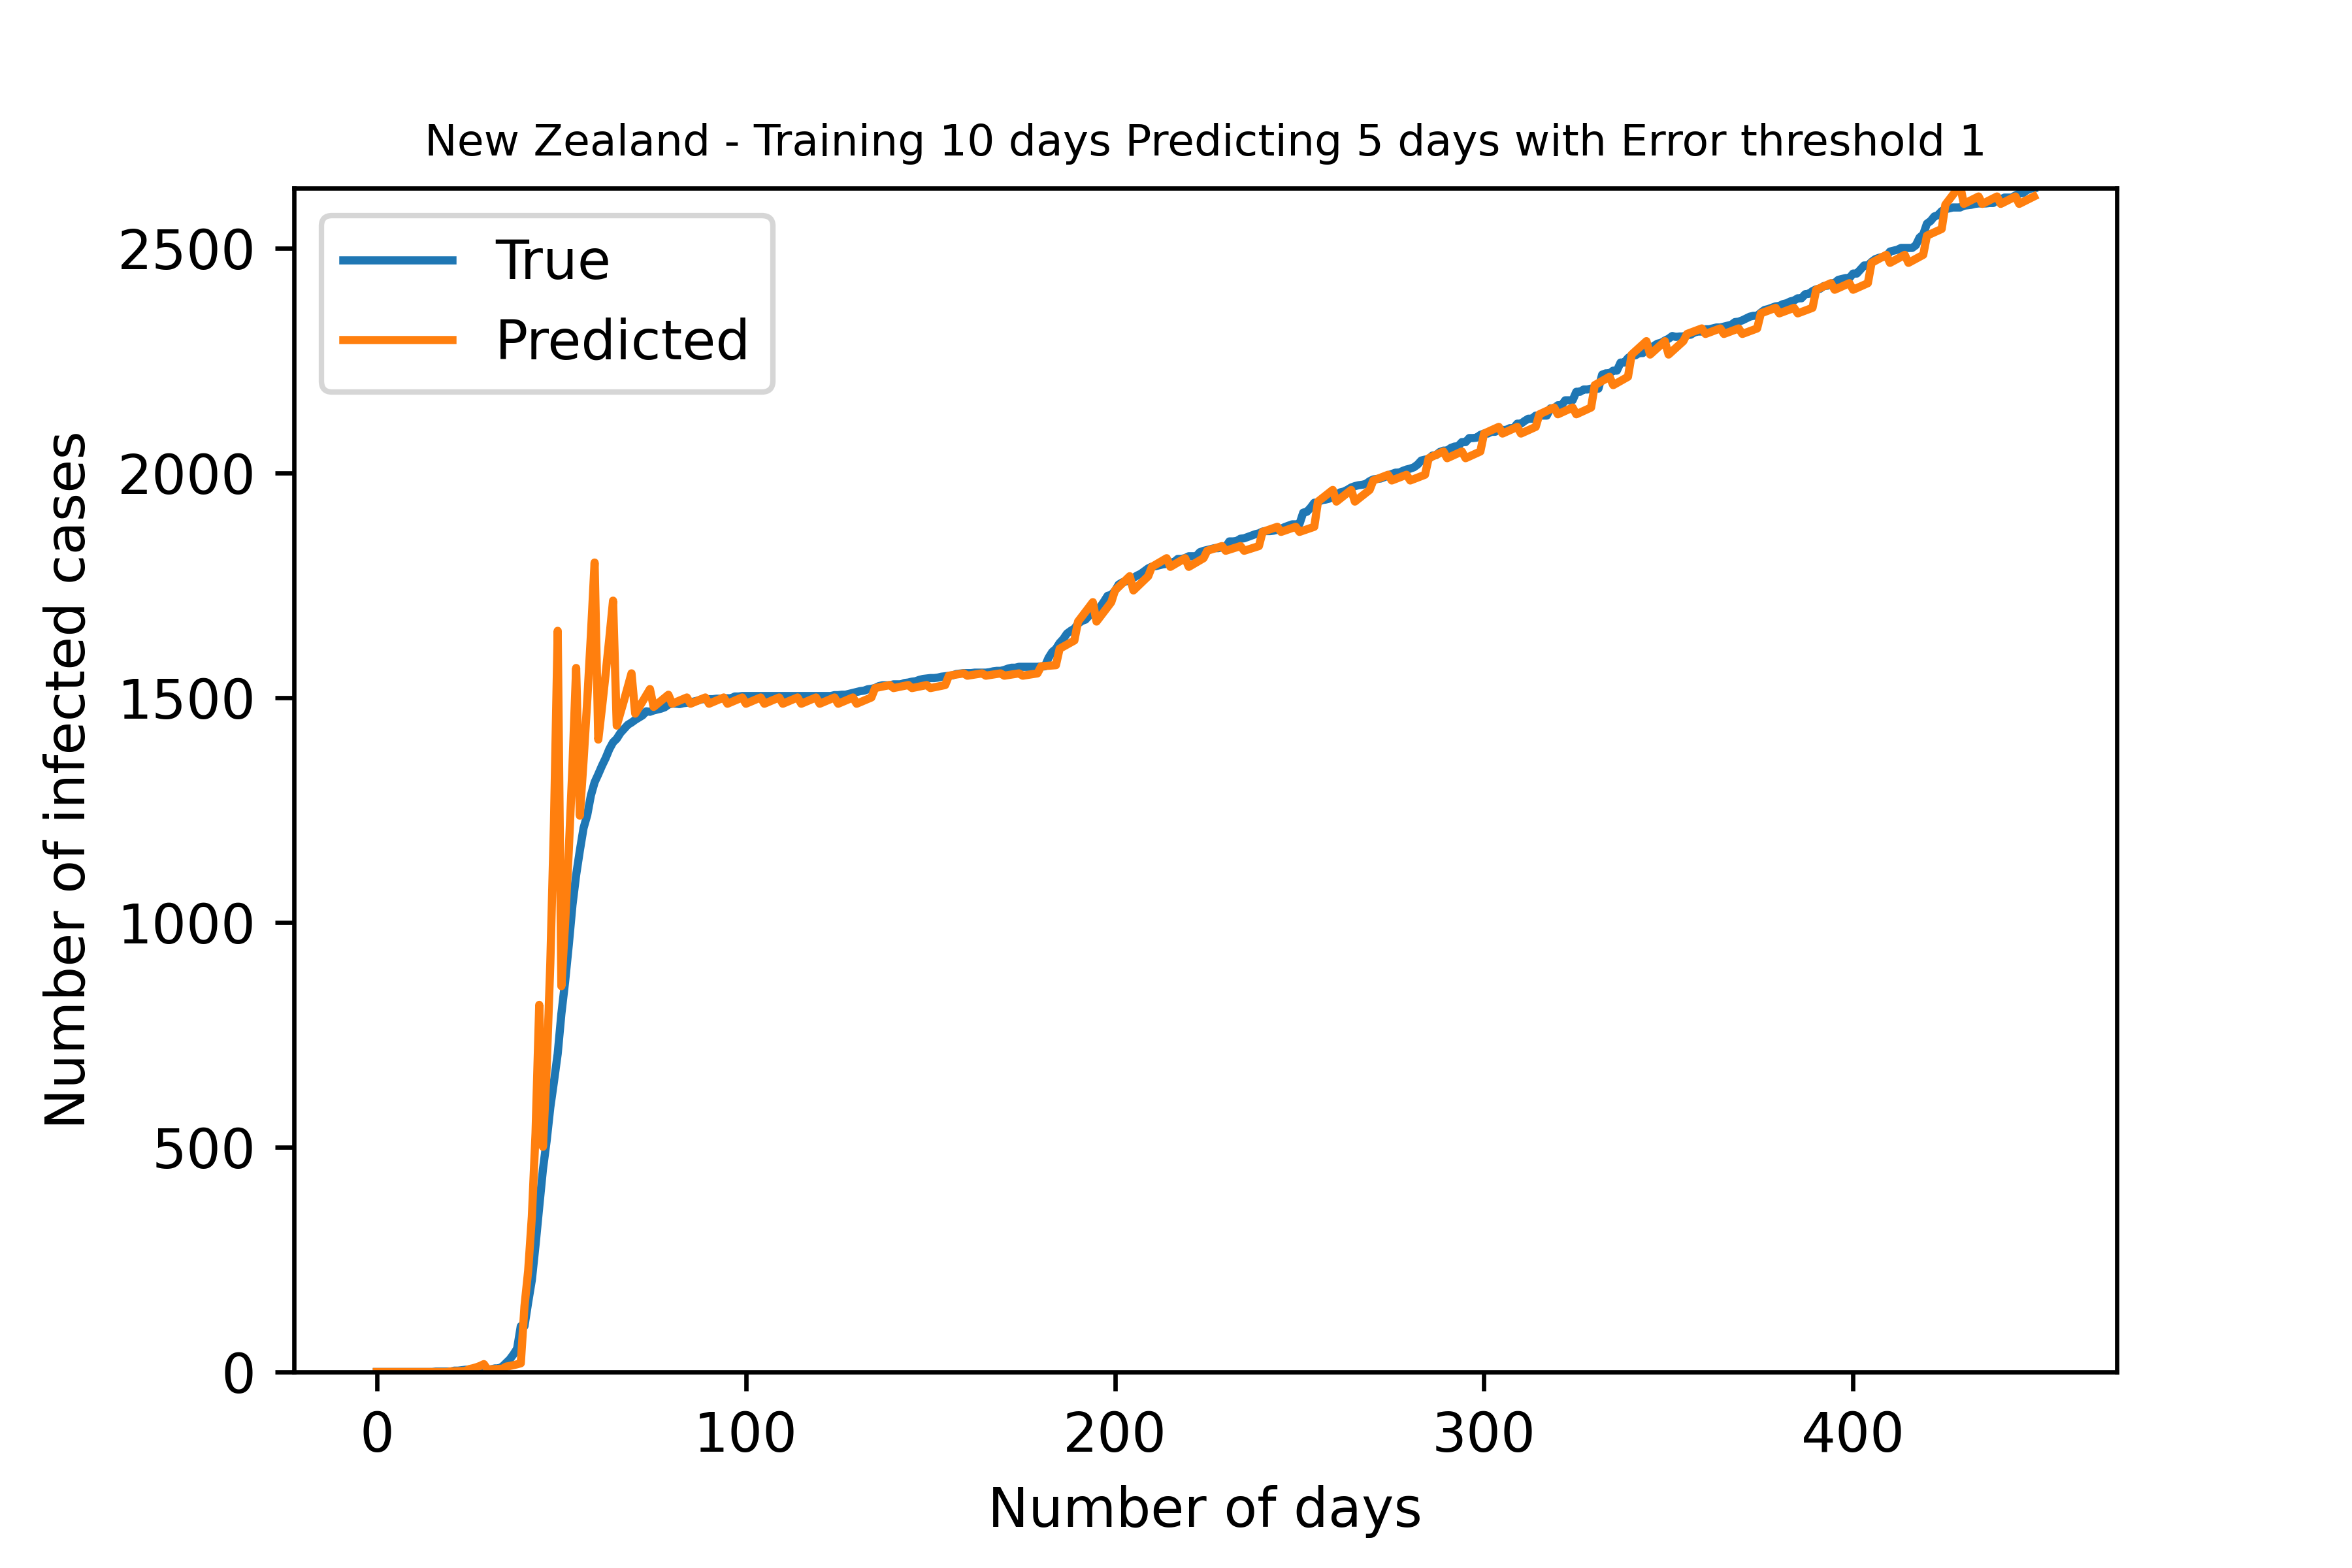 New Zealand - Training 10 days Predicting 5 days with Error threshold 1
True
Predicted
2500
2000
1500
1000
500
0
Number of infected cases
0 100 200 300 400
Number of days